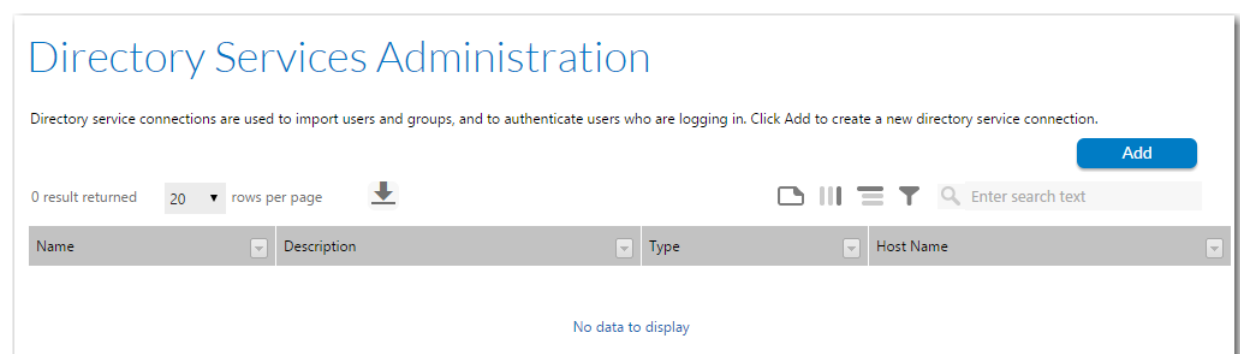 Directory Services Administration
Directory service connections are used to import users and groups, and to authenticate users who are logging in. Click Add to create a new directory service connection.
Add
0 result returned 20 rows per page Enter search text
Name Description Type Host Name
No data to display